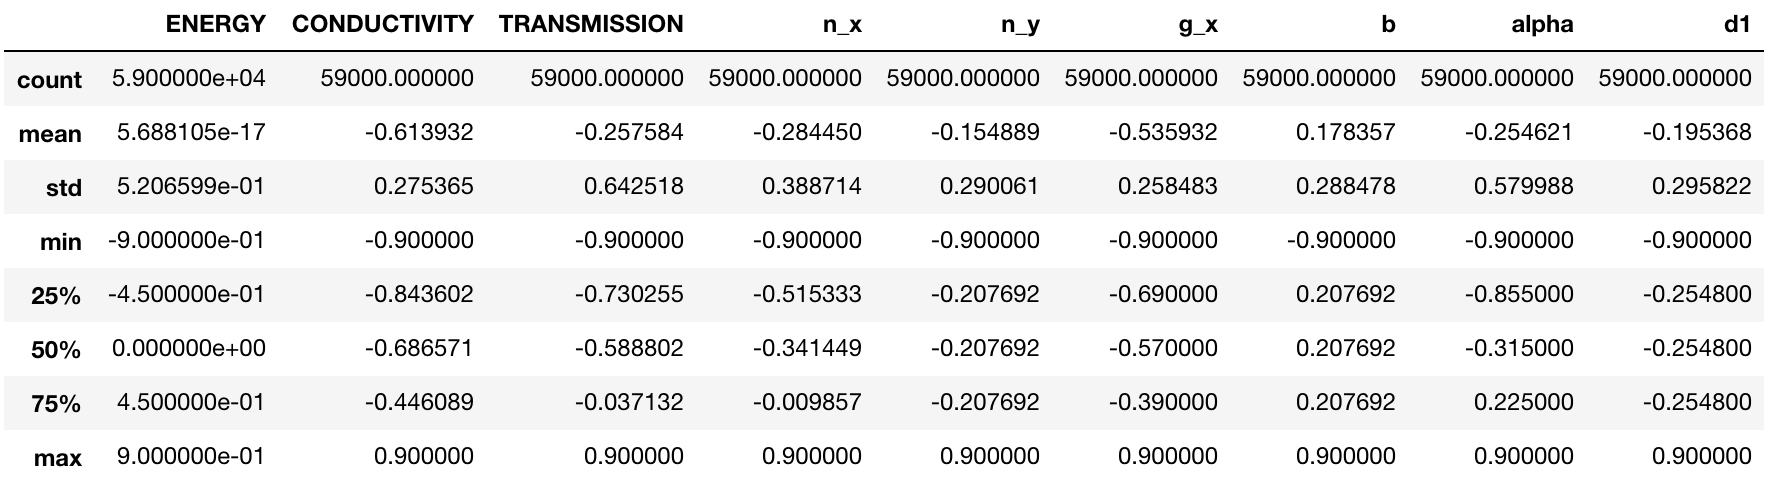 ENERGY CONDUCTIVITY TRANSMISSION n_x n_y g_x b alpha d1
count 5.900000e+04 59000.000000 59000.000000 59000.000000 59000.000000 59000.000000 59000.000000 59000.000000 59000.000000
mean 5.688105e-17 -0.613932 -0.257584 -0.284450 -0.154889 -0.535932 0.178357 -0.254621 -0.195368
std 5.206599e-01 0.275365 0.642518 0.388714 0.290061 0.258483 0.288478 0.579988 0.295822
min -9.000000e-01 -0.900000 -0.900000 -0.900000 -0.900000 -0.900000 -0.900000 -0.900000 -0.900000
25% -4.500000e-01 -0.843602 -0.730255 -0.515333 -0.207692 -0.690000 0.207692 -0.855000 -0.254800
50% 0.000000e+00 -0.686571 -0.588802 -0.341449 -0.207692 -0.570000 0.207692 -0.315000 -0.254800
75% 4.500000e-01 -0.446089 -0.037132 -0.009857 -0.207692 -0.390000 0.207692 0.225000 -0.254800
max 9.000000e-01 0.900000 0.900000 0.900000 0.900000 0.900000 0.900000 0.900000 0.900000